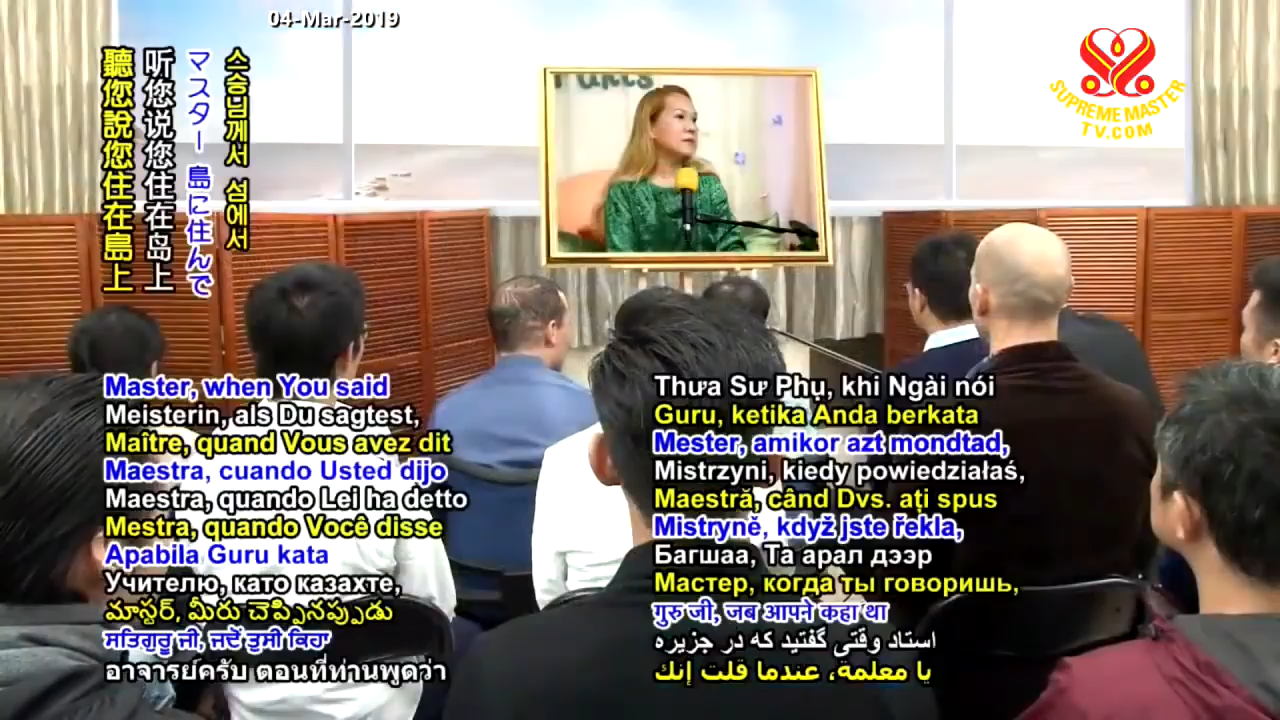 04-Mar-2019
SUPREME MASTER
TV.COM
스승님께서 섬에서
マスター 島に住んで
听您说您住在岛上
聽您說您住在島上
Master, when You said
Meisterin, als Du sagtest,
Maître, quand Vous avez dit
Maestra, cuando Usted dijo
Maestra, quando Lei ha detto
Mestra, quando Você disse
Apabila Guru kata
Учителю, като казахте,
మాస్టర్, మీరు చెప్పినప్పుడు
ਸਤਿਗੁਰੂ ਜੀ, ਜਦੋਂ ਤੁਸੀ ਕਿਹਾ
อาจารย์ครับ ตอนที่ท่านพูดว่า
Thưa Sư Phụ, khi Ngài nói
Guru, ketika Anda berkata
Mester, amikor azt mondtad,
Mistrzyni, kiedy powiedziałaś,
Maestră, când Dvs. ați spus
Mistryně, když jste řekla,
Багшаа, Та арал дээр
Мастер, когда ты говоришь,
गुरु जी, जब आपने कहा था
استاد وقتی گفتید که در جزیره
يا معلمة، عندما قلت إنك